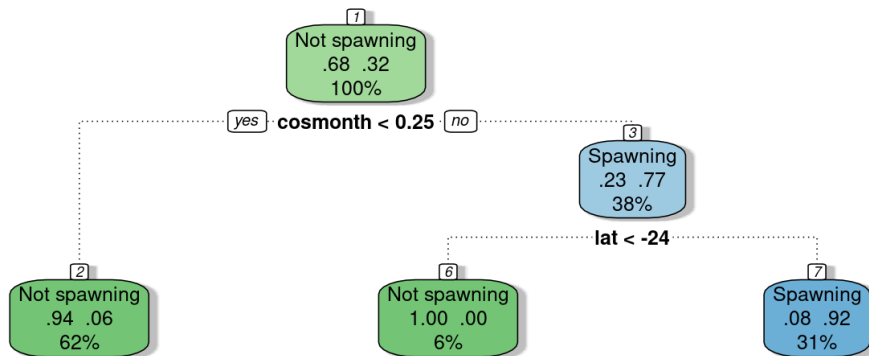 1
Not spawning
.68 .32
100%
yes cosmonth < 0.25 no
3
Spawning
.23 .77
38%
lat < -24
2
Not spawning
.94 .06
62%
6
Not spawning
1.00 .00
6%
7
Spawning
.08 .92
31%